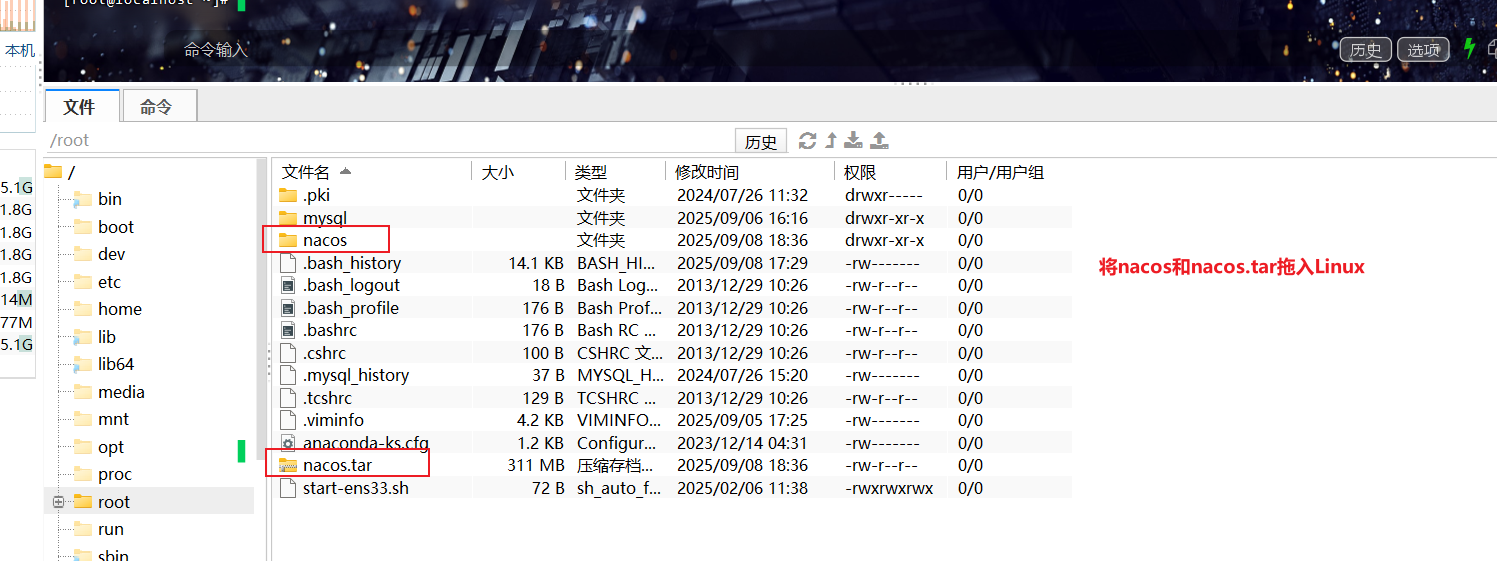 [root@localhost ~]#
命令输入
历史 选项
本机
文件 命令
/root 历史
文件名 大小 类型 修改时间 权限 用户/用户组
/
bin
boot
dev
etc
home
lib
lib64
media
mnt
opt
proc
root
run
sbin
.pki 文件夹 2024/07/26 11:32 drwxr----- 0/0
mysql 文件夹 2025/09/06 16:16 drwxr-xr-x 0/0
nacos 文件夹 2025/09/08 18:36 drwxr-xr-x 0/0
.bash_history 14.1 KB BASH_HI... 2025/09/08 17:29 -rw------- 0/0
.bash_logout 18 B Bash Log... 2013/12/29 10:26 -rw-r--r-- 0/0
.bash_profile 176 B Bash Prof... 2013/12/29 10:26 -rw-r--r-- 0/0
.bashrc 176 B Bash RC ... 2013/12/29 10:26 -rw-r--r-- 0/0
.cshrc 100 B CSHRC 文... 2013/12/29 10:26 -rw-r--r-- 0/0
.mysql_history 37 B MYSQL_H... 2024/07/26 15:20 -rw------- 0/0
.tcshrc 129 B TCSHRC ... 2013/12/29 10:26 -rw-r--r-- 0/0
.viminfo 4.2 KB VIMINFO... 2025/09/05 17:25 -rw------- 0/0
anaconda-ks.cfg 1.2 KB Configur... 2023/12/14 04:31 -rw------- 0/0
nacos.tar 311 MB 压缩存档... 2025/09/08 18:36 -rw-r--r-- 0/0
start-ens33.sh 72 B sh_auto_f... 2025/02/06 11:38 -rwxrwxrwx 0/0
将nacos和nacos.tar拖入Linux
5.1G
1.8G
1.8G
1.8G
1.8G
14M
77M
5.1G